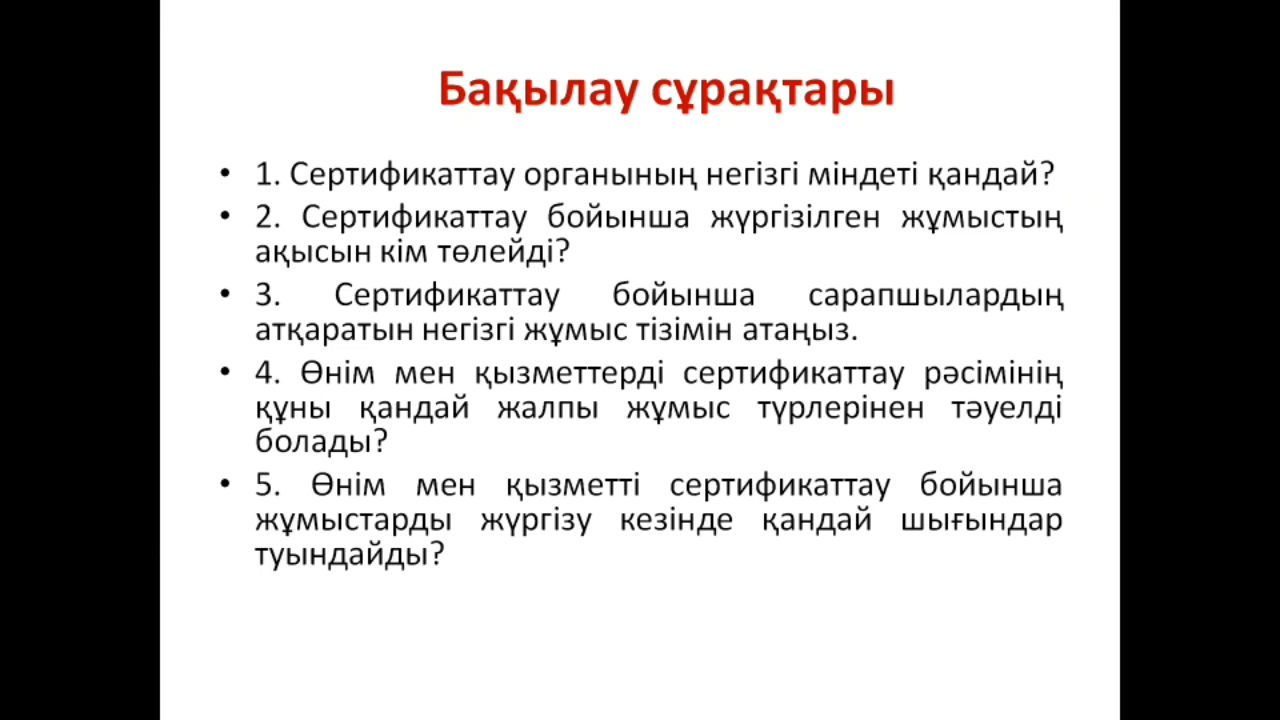 Бақылау сұрақтары
• 1. Сертификаттау органының негізгі міндеті қандай?
• 2. Сертификаттау бойынша жүргізілген жұмыстың
ақысын кім төлейді?
• 3. Сертификаттау бойынша сарапшылардың
атқаратын негізгі жұмыс тізімін атаңыз.
• 4. Өнім мен қызметтерді сертификаттау рәсімінің
құны қандай жалпы жұмыс түрлерінен тәуелді
болады?
• 5. Өнім мен қызметті сертификаттау бойынша
жұмыстарды жүргізу кезінде қандай шығындар
туындайды?